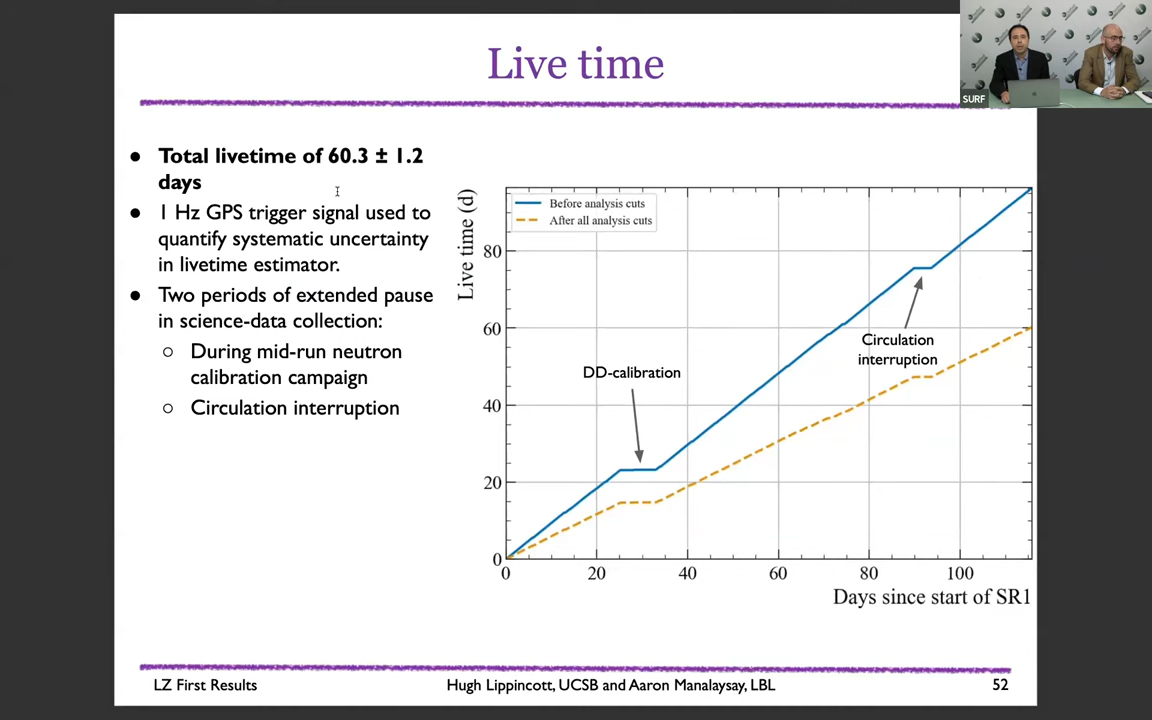 Live time
SURF
● Total livetime of 60.3 ± 1.2
days
● 1 Hz GPS trigger signal used to
quantify systematic uncertainty
in livetime estimator.
● Two periods of extended pause
in science-data collection:
○ During mid-run neutron
calibration campaign
○ Circulation interruption
Live time (d)
Before analysis cuts
After all analysis cuts
80
60
40
20
0
DD-calibration
Circulation
interruption
0 20 40 60 80 100
Days since start of SR1
LZ First Results
Hugh Lippincott, UCSB and Aaron Manalaysay, LBL
52